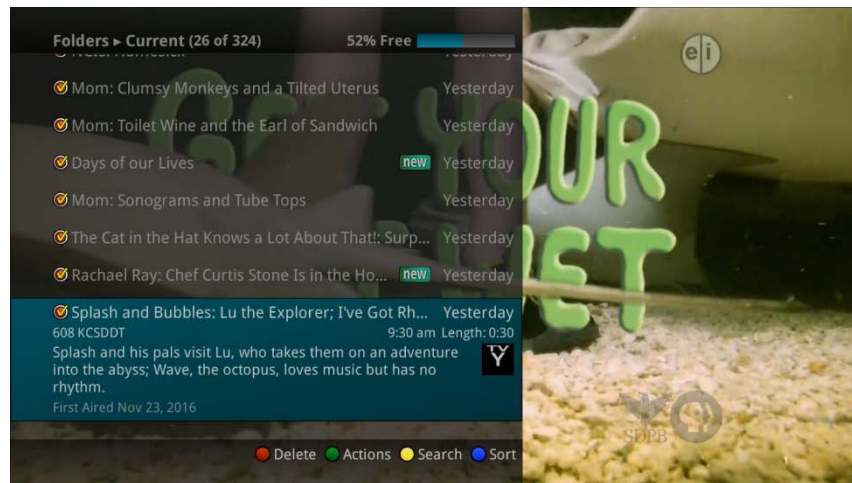 Folders ▸ Current (26 of 324) 52% Free
Mom: Clumsy Monkeys and a Tilted Uterus Yesterday
Mom: Toilet Wine and the Earl of Sandwich Yesterday
Days of our Lives new Yesterday
Mom: Sonograms and Tube Tops Yesterday
The Cat in the Hat Knows a Lot About That!: Surp... Yesterday
Rachael Ray: Chef Curtis Stone Is in the Ho... new Yesterday
Splash and Bubbles: Lu the Explorer; I've Got Rh... Yesterday
608 KCSDDT 9:30 am Length: 0:30
Splash and his pals visit Lu, who takes them on an adventure
into the abyss; Wave, the octopus, loves music but has no
rhythm.
TV Y
First Aired Nov 23, 2016
Delete Actions Search Sort
e|i
GET YOUR
ET
SDPB